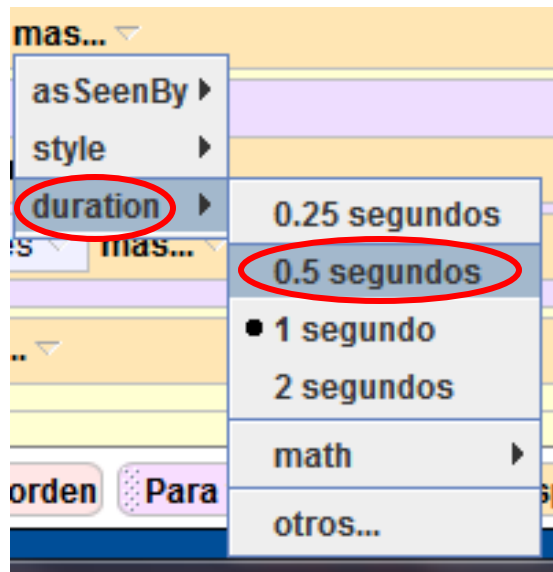 mas...
asSeenBy
style
duration
0.25 segundos
s mas...
0.5 segundos
1 segundo
..
2 segundos
math
orden Para
otros...